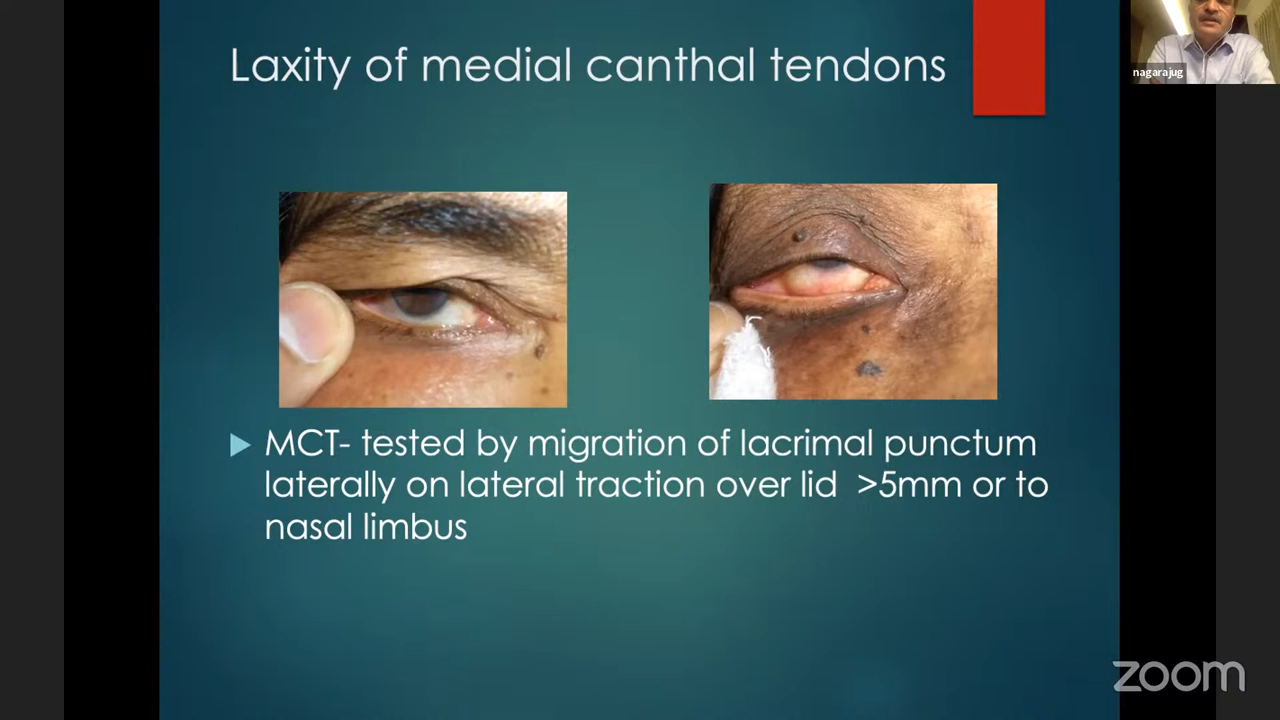 Laxity of medial canthal tendons
nagarajug
MCT- tested by migration of lacrimal punctum
laterally on lateral traction over lid >5mm or to
nasal limbus
zoom